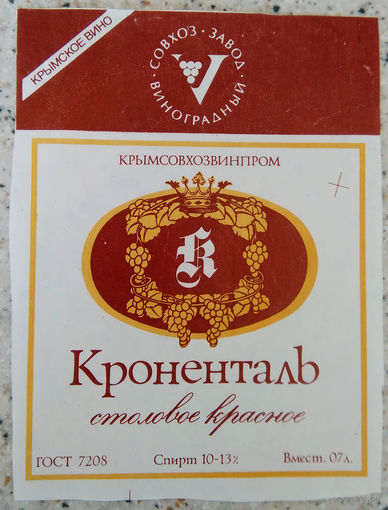 КРЫМСКОЕ ВИНО
СОВХОЗ · ЗАВОД
· ВИНОГРАДНЫЙ ·
V
КРЫМСОВХОЗВИНПРОМ
К
Кроненталь
столовое красное
ГОСТ 7208 Спирт 10-13% Вмест. 07л.